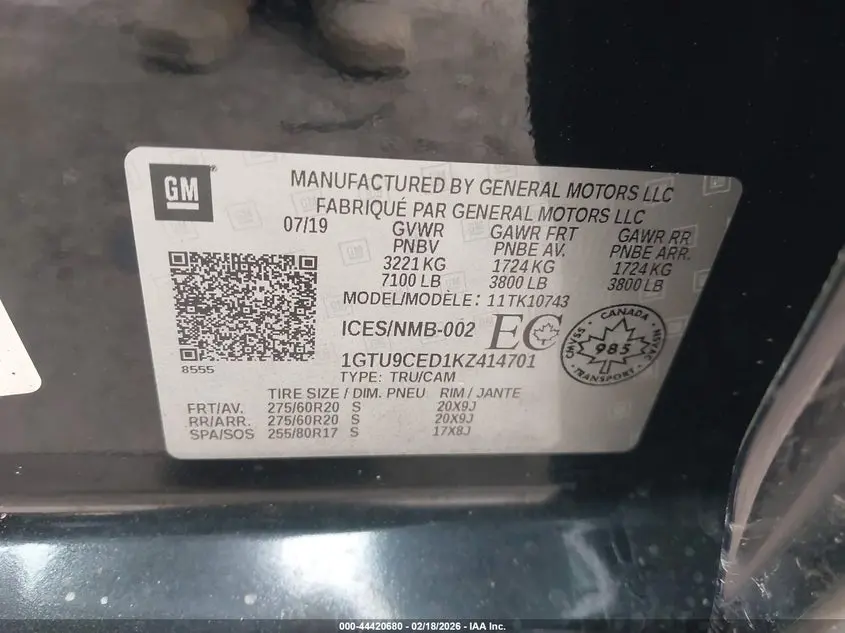 GM
MANUFACTURED BY GENERAL MOTORS LLC
FABRIQUÉ PAR GENERAL MOTORS LLC
07/19 GVWR GAWR FRT GAWR RR
PNBV PNBE AV. PNBE ARR.
3221 KG 1724 KG 1724 KG
7100 LB 3800 LB 3800 LB
MODEL/MODÈLE: 11TK10743
ICES/NMB-002 EC
CANADA
CMVSS 985 NSVAC
TRANSPORT
8555
1GTU9CED1KZ414701
TYPE: TRU/CAM
TIRE SIZE / DIM. PNEU RIM / JANTE
FRT/AV. 275/60R20 S 20X9J
RR/ARR. 275/60R20 S 20X9J
SPA/SOS 255/80R17 S 17X8J
000-44420680 - 02/18/2026 - IAA Inc.